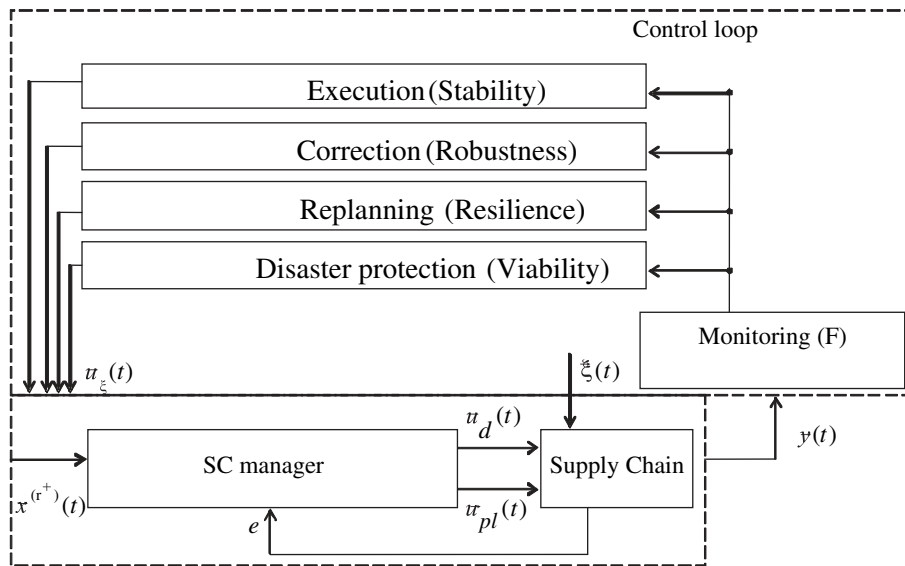 Control loop
Execution (Stability)
Correction (Robustness)
Replanning (Resilience)
Disaster protection (Viability)
Monitoring (F)
u_ξ(t)
ξ(t)
u_d(t)
y(t)
SC manager
Supply Chain
x^(r^+)(t)
u_pl(t)
e